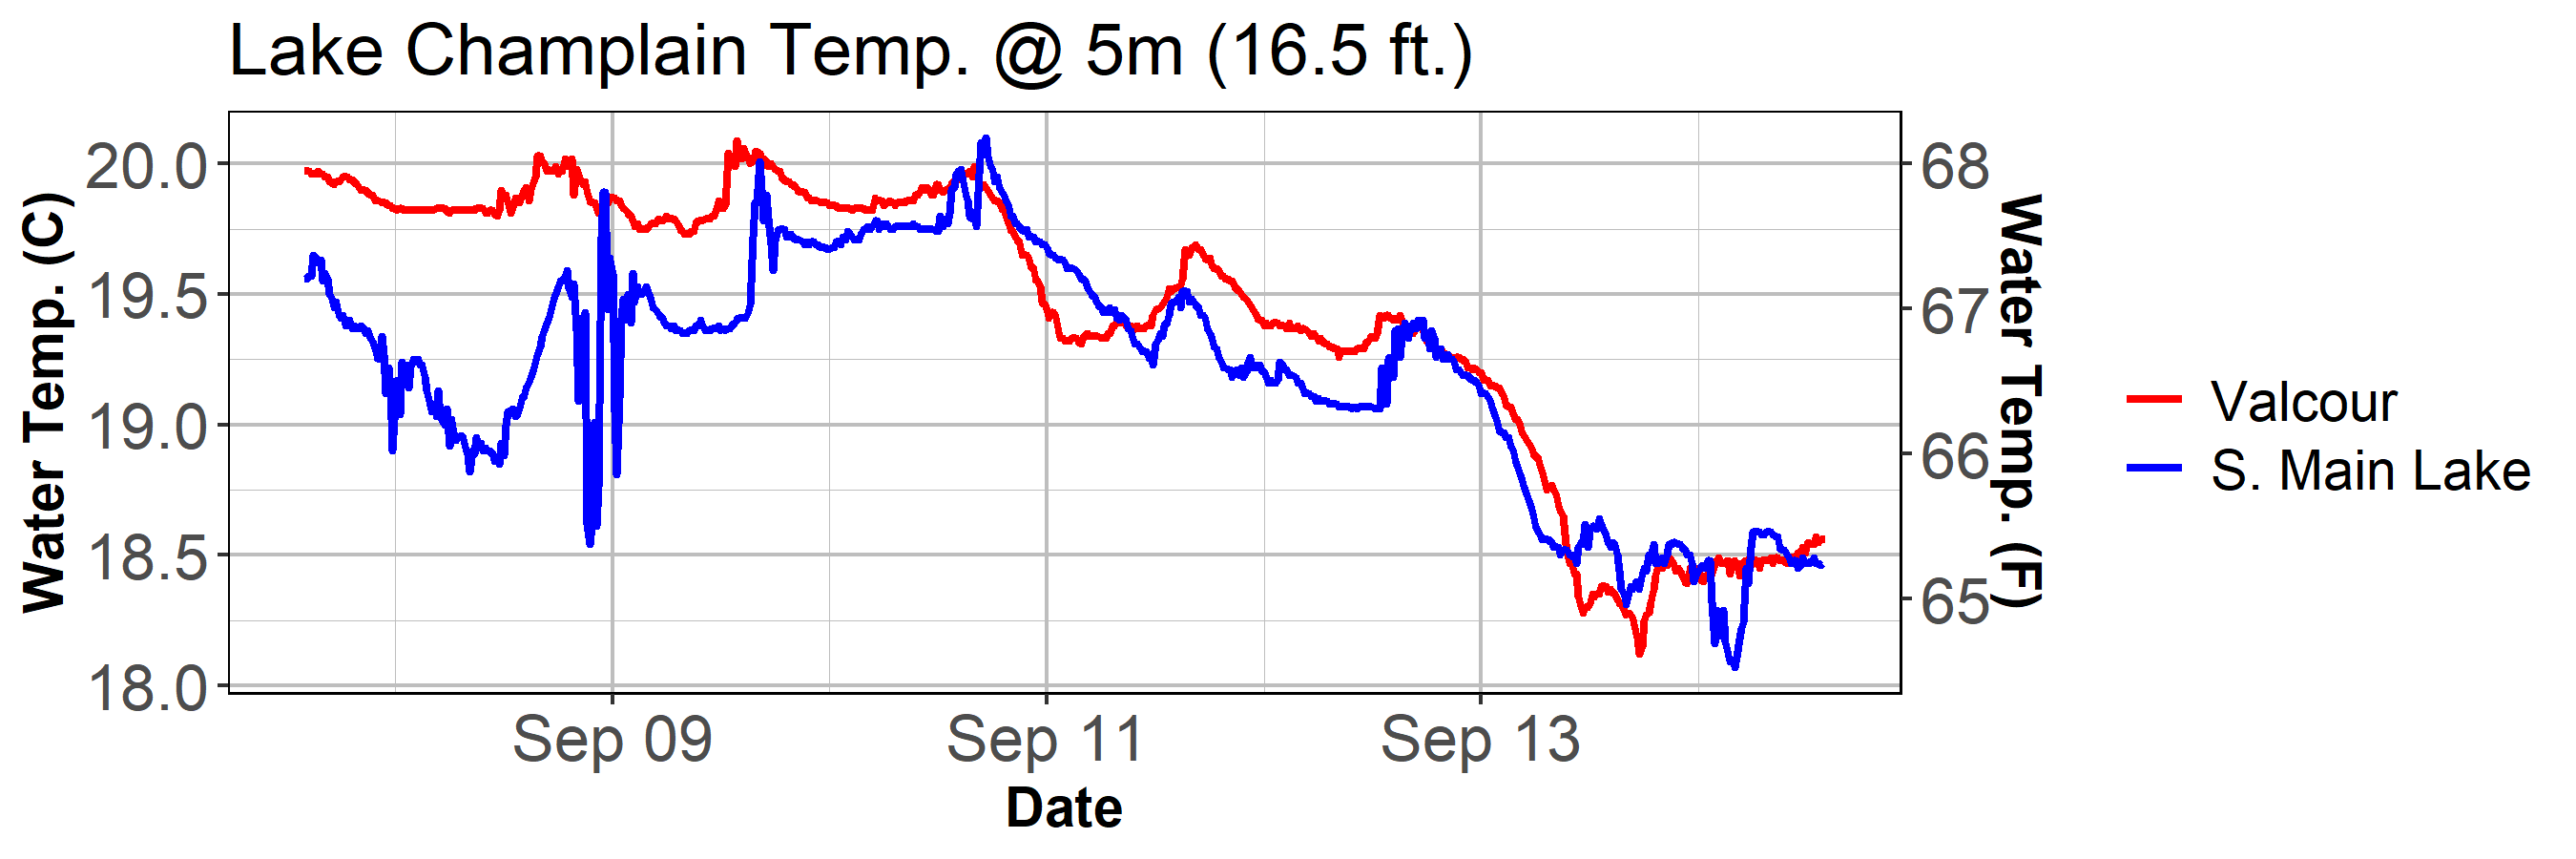 Lake Champlain Temp. @ 5m (16.5 ft.)
Water Temp. (C)
20.0
19.5
19.0
18.5
18.0
68
67
66
65
Water Temp. (F)
Sep 09
Sep 11
Sep 13
Date
Valcour
S. Main Lake